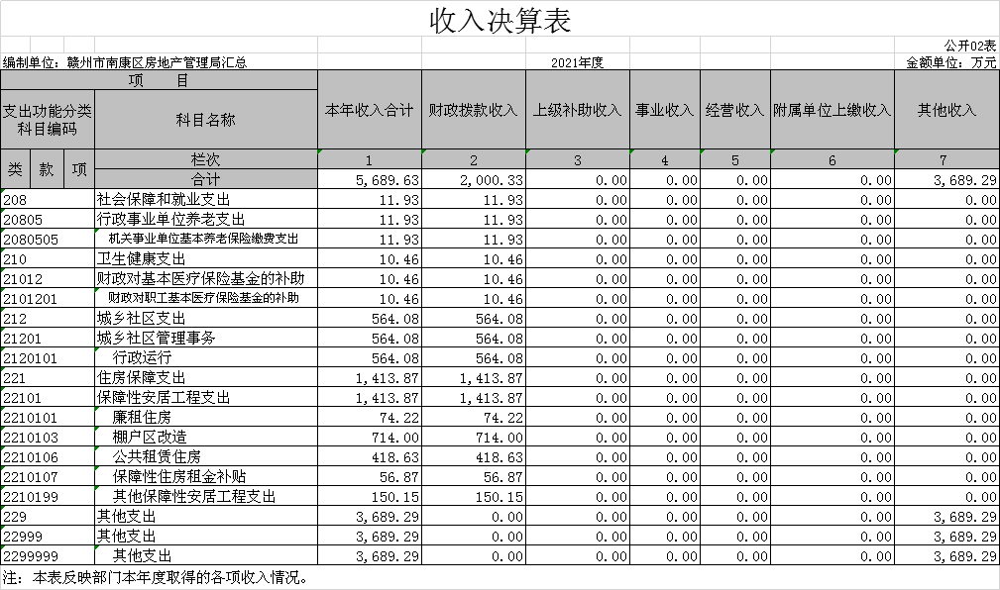 收入决算表
公开02表
编制单位：赣州市南康区房地产管理局汇总 2021年度 金额单位：万元
项 目 本年收入合计 财政拨款收入 上级补助收入 事业收入 经营收入 附属单位上缴收入 其他收入
支出功能分类科目编码 科目名称
类 款 项 栏次 1 2 3 4 5 6 7
合计 5,689.63 2,000.33 0.00 0.00 0.00 0.00 3,689.29
208 社会保障和就业支出 11.93 11.93 0.00 0.00 0.00 0.00 0.00
20805 行政事业单位养老支出 11.93 11.93 0.00 0.00 0.00 0.00 0.00
2080505 机关事业单位基本养老保险缴费支出 11.93 11.93 0.00 0.00 0.00 0.00 0.00
210 卫生健康支出 10.46 10.46 0.00 0.00 0.00 0.00 0.00
21012 财政对基本医疗保险基金的补助 10.46 10.46 0.00 0.00 0.00 0.00 0.00
2101201 财政对职工基本医疗保险基金的补助 10.46 10.46 0.00 0.00 0.00 0.00 0.00
212 城乡社区支出 564.08 564.08 0.00 0.00 0.00 0.00 0.00
21201 城乡社区管理事务 564.08 564.08 0.00 0.00 0.00 0.00 0.00
2120101 行政运行 564.08 564.08 0.00 0.00 0.00 0.00 0.00
221 住房保障支出 1,413.87 1,413.87 0.00 0.00 0.00 0.00 0.00
22101 保障性安居工程支出 1,413.87 1,413.87 0.00 0.00 0.00 0.00 0.00
2210101 廉租住房 74.22 74.22 0.00 0.00 0.00 0.00 0.00
2210103 棚户区改造 714.00 714.00 0.00 0.00 0.00 0.00 0.00
2210106 公共租赁住房 418.63 418.63 0.00 0.00 0.00 0.00 0.00
2210107 保障性住房租金补贴 56.87 56.87 0.00 0.00 0.00 0.00 0.00
2210199 其他保障性安居工程支出 150.15 150.15 0.00 0.00 0.00 0.00 0.00
229 其他支出 3,689.29 0.00 0.00 0.00 0.00 0.00 3,689.29
22999 其他支出 3,689.29 0.00 0.00 0.00 0.00 0.00 3,689.29
2299999 其他支出 3,689.29 0.00 0.00 0.00 0.00 0.00 3,689.29
注：本表反映部门本年度取得的各项收入情况。